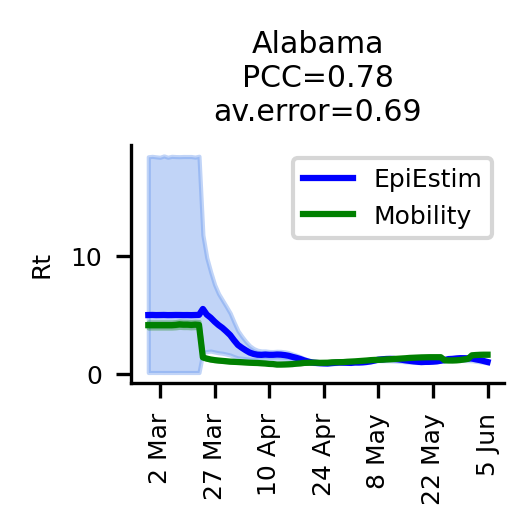 Alabama
PCC=0.78
av.error=0.69
EpiEstim
Mobility
Rt
10
0
2 Mar
27 Mar
10 Apr
24 Apr
8 May
22 May
5 Jun